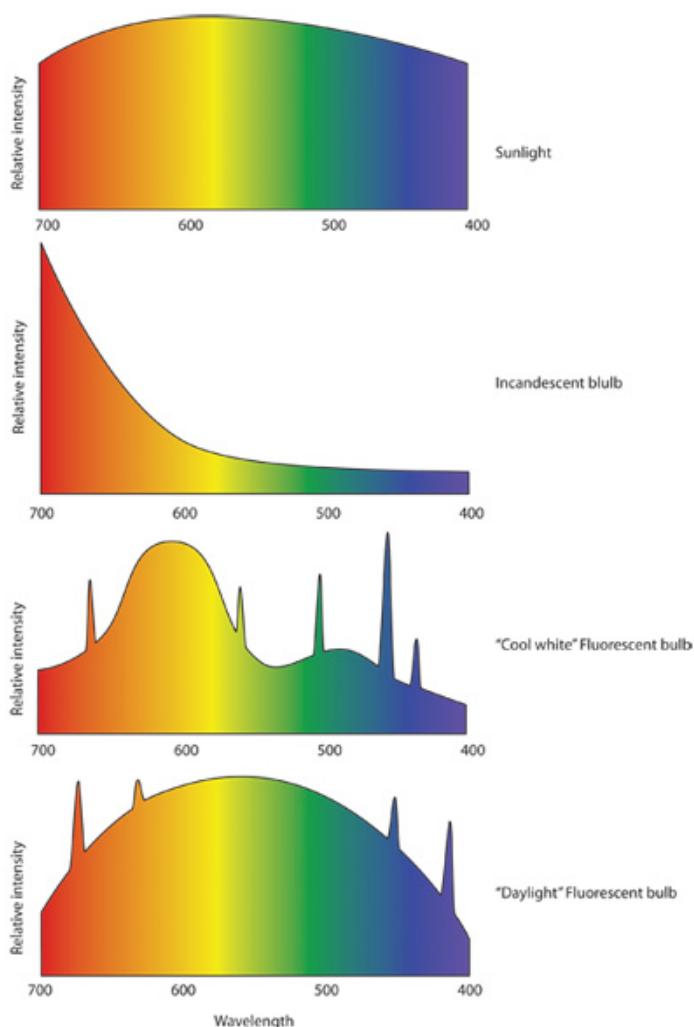 Relative intensity
Sunlight
700 600 500 400
Relative intensity
Incandescent blulb
700 600 500 400
Relative intensity
"Cool white" Fluorescent bulb
700 600 500 400
Relative intensity
"Daylight" Fluorescent bulb
700 600 500 400
Wavelength